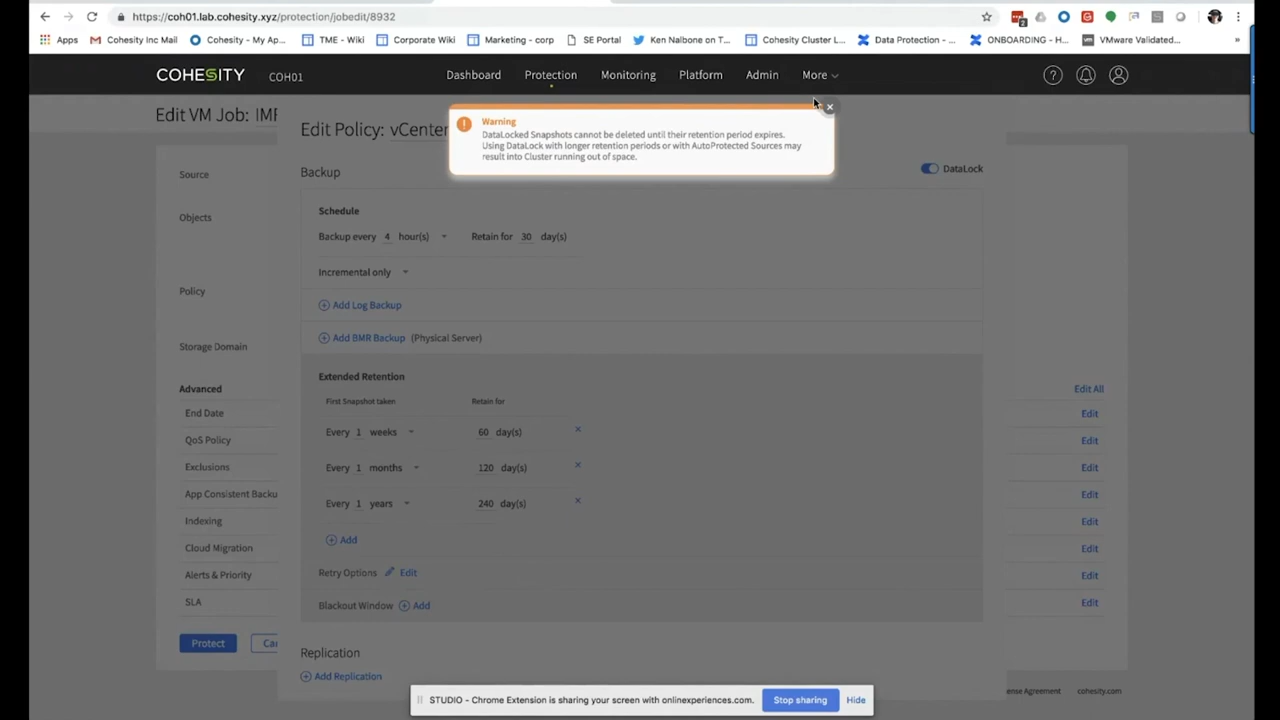 https://coh01.lab.cohesity.xyz/protection/jobedit/8932
Apps Cohesity Inc Mail Cohesity - My Ap... TME - Wiki Corporate Wiki Marketing - corp SE Portal Ken Nalbone on T... Cohesity Cluster L... Data Protection - ... ONBOARDING - H... VMware Validated... »
COHESITY COH01 Dashboard Protection Monitoring Platform Admin More
Edit VM Job: IM
Edit Policy: vCenter
Warning
DataLocked Snapshots cannot be deleted until their retention period expires.
Using DataLock with longer retention periods or with AutoProtected Sources may
result into Cluster running out of space.
Source
Objects
Policy
Storage Domain
Advanced
End Date
QoS Policy
Exclusions
App Consistent Backu
Indexing
Cloud Migration
Alerts & Priority
SLA
Protect Ca
Backup DataLock
Schedule
Backup every 4 hour(s) Retain for 30 day(s)
Incremental only
Add Log Backup
Add BMR Backup (Physical Server)
Extended Retention
First Snapshot taken Retain for
Every 1 weeks 60 day(s)
Every 1 months 120 day(s)
Every 1 years 240 day(s)
Add
Retry Options Edit
Blackout Window Add
Replication
Add Replication
Edit All
Edit
Edit
Edit
Edit
Edit
Edit
Edit
Edit
ense Agreement cohesity.com
STUDIO - Chrome Extension is sharing your screen with onlinexperiences.com. Stop sharing Hide